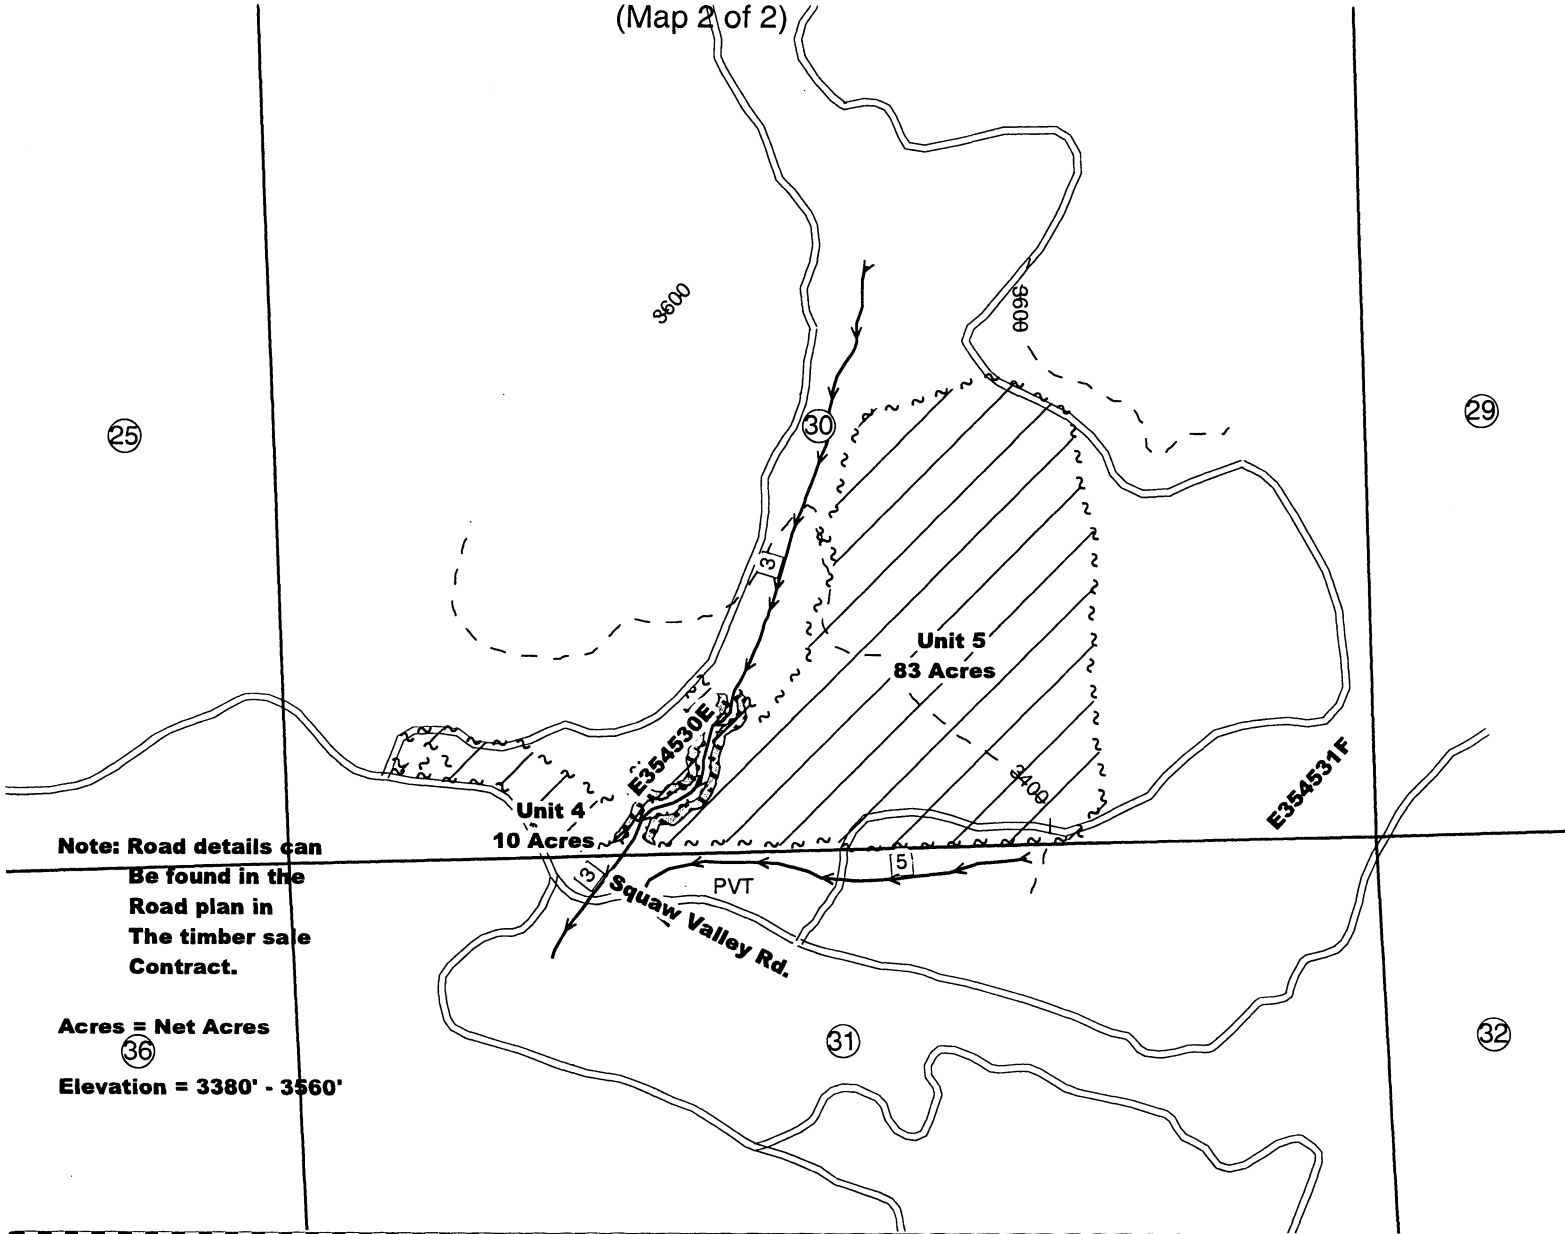 (Map 2 of 2)
3600
3600
30
25
29
3
Unit 5
83 Acres
E354530E
3400
E354531F
Unit 4
10 Acres
Note: Road details can
Be found in the
Road plan in
The timber sale
Contract.
3
5
PVT
Squaw Valley Rd.
Acres = Net Acres
36
31
32
Elevation = 3380' - 3560'